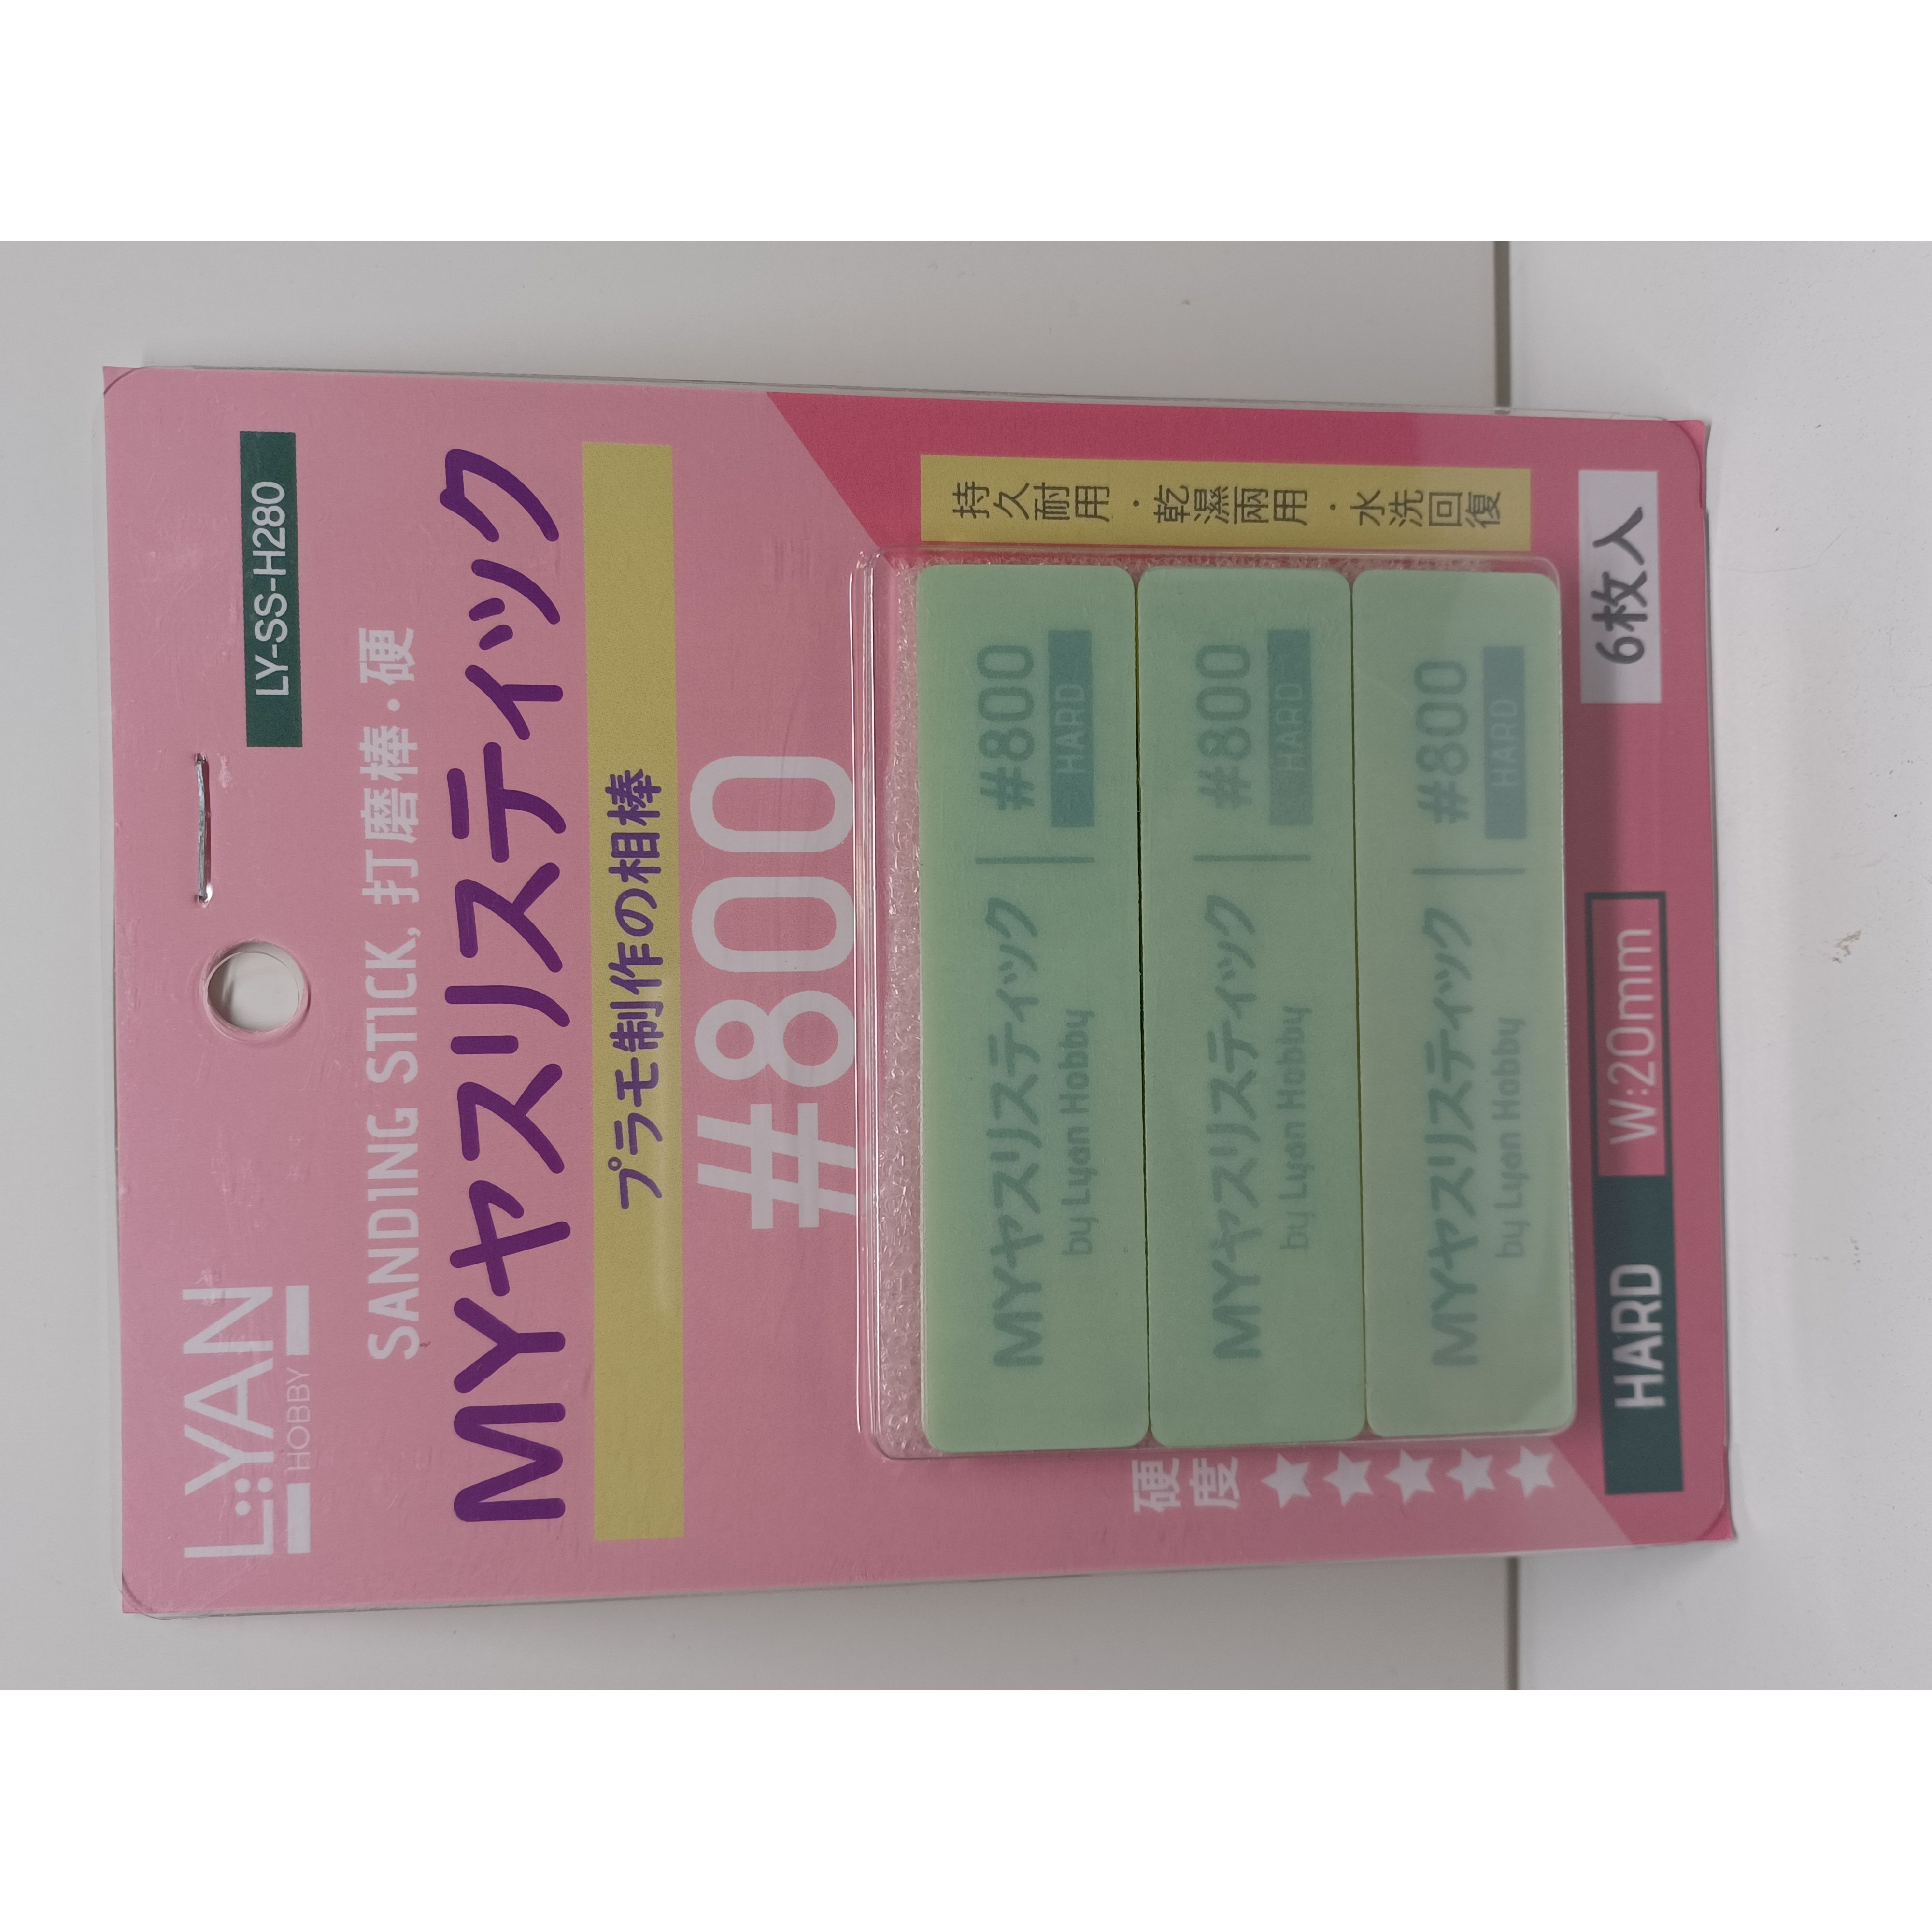 L:YAN
HOBBY
LY-SS-H280
SANDING STICK, 打磨棒・硬
MYヤスリスティック
プラモ制作の相棒
#800
持久耐用・乾濕兩用・水洗回復
MYヤスリスティック
by Lyan Hobby
#800
HARD
MYヤスリスティック
by Lyan Hobby
#800
HARD
MYヤスリスティック
by Lyan Hobby
#800
HARD
硬度
★★★★★
HARD
W:20mm
6枚入